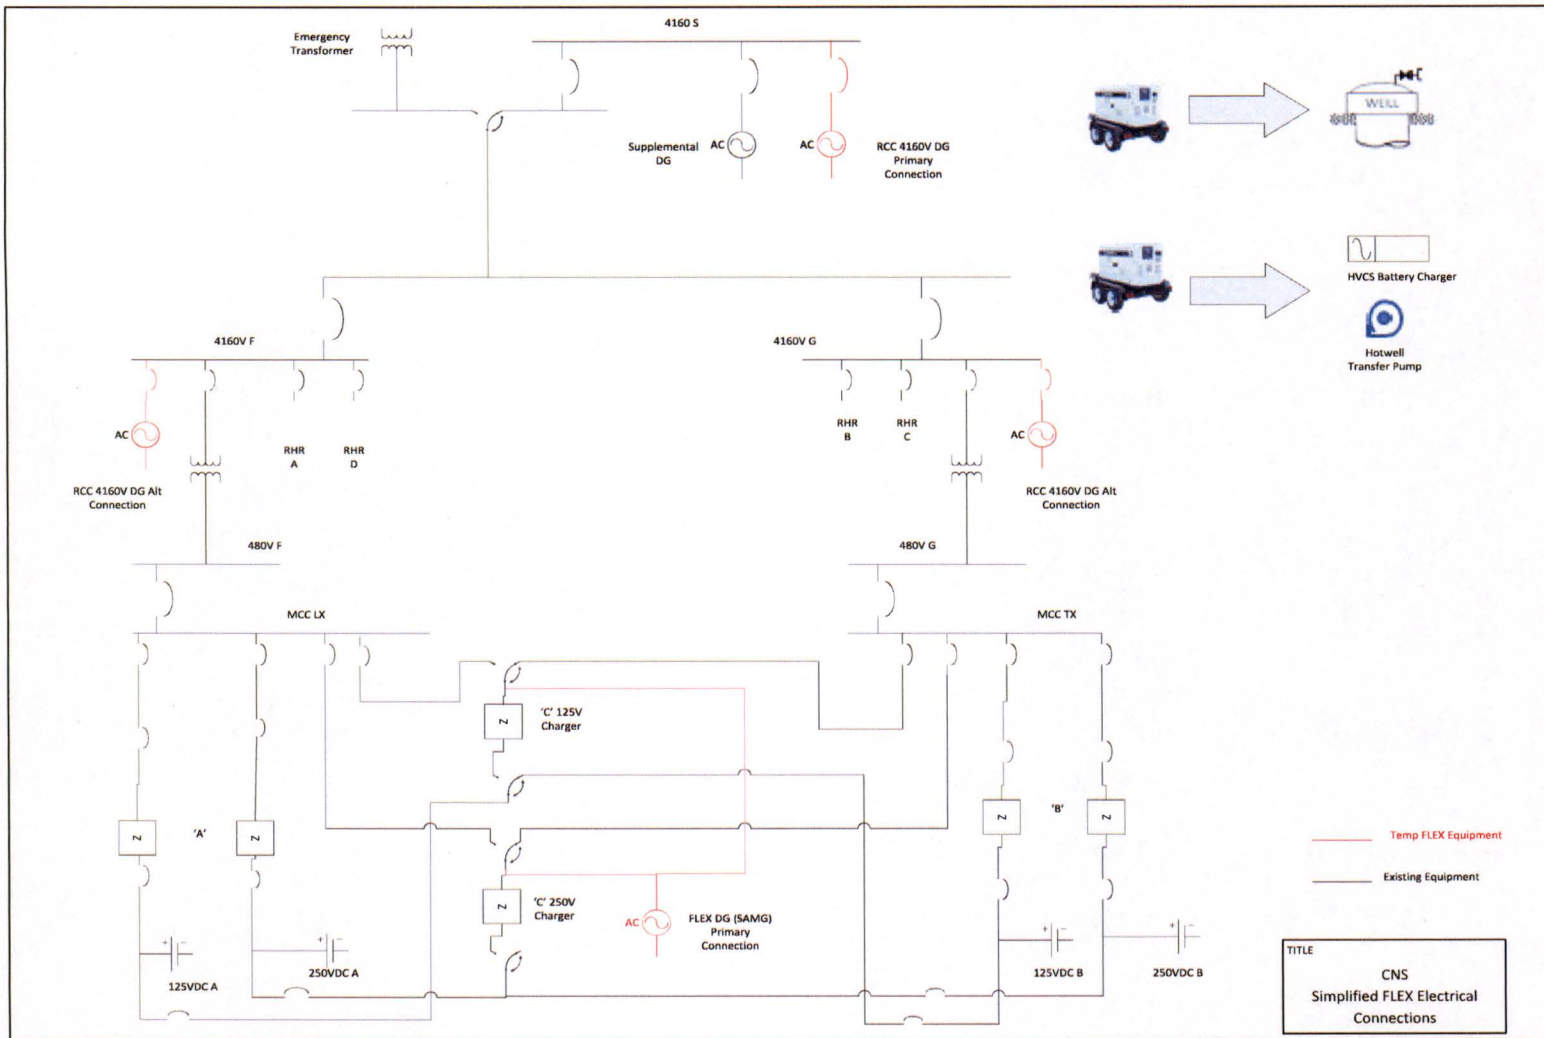 4160 S
Emergency
Transformer
Supplemental
DG
AC
AC
RCC 4160V DG
Primary
Connection
WEILL
HVCS Battery Charger
Hotwell
Transfer Pump
4160V F
4160V G
AC
RHR
A
RHR
D
RCC 4160V DG Alt
Connection
RHR
B
RHR
C
AC
RCC 4160V DG Alt
Connection
480V F
480V G
MCC LX
MCC TX
Z
'C' 125V
Charger
Z
'A'
Z
Z
'B'
Z
Z
'C' 250V
Charger
AC
FLEX DG (SAMG)
Primary
Connection
Temp FLEX Equipment
Existing Equipment
+ −
125VDC A
+ −
250VDC A
+ −
125VDC B
+ −
250VDC B
TITLE
CNS
Simplified FLEX Electrical
Connections